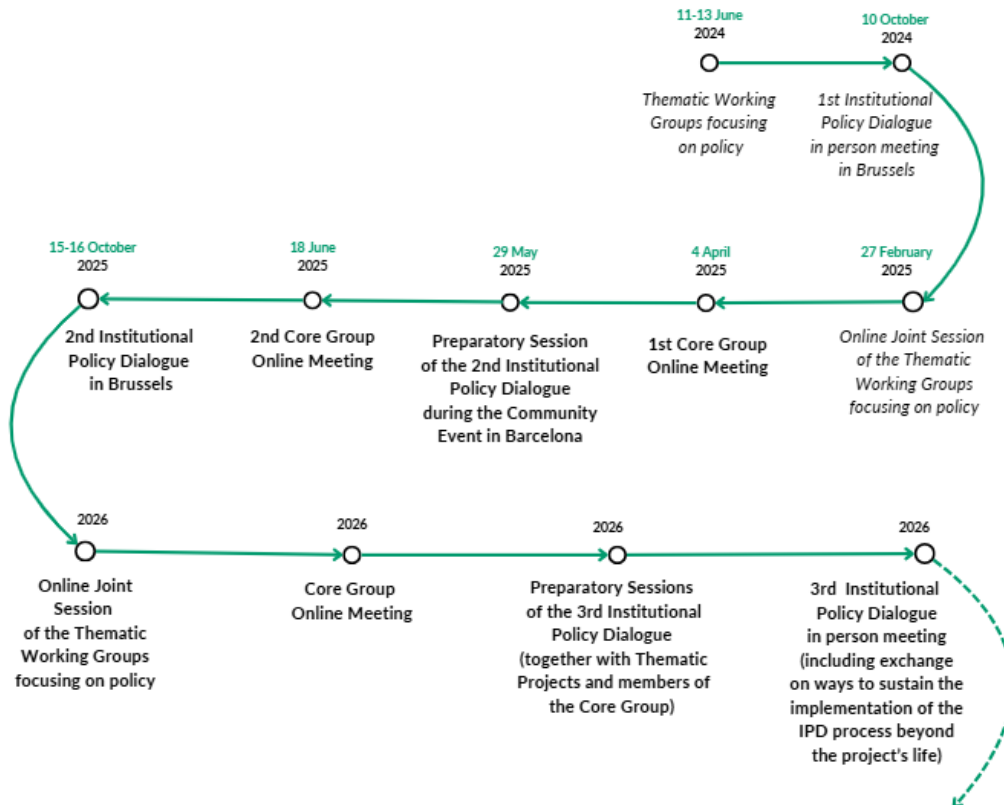 11-13 June
2024
Thematic Working
Groups focusing
on policy
10 October
2024
1st Institutional
Policy Dialogue
in person meeting
in Brussels
27 February
2025
Online Joint Session
of the Thematic
Working Groups
focusing on policy
4 April
2025
1st Core Group
Online Meeting
29 May
2025
Preparatory Session
of the 2nd Institutional
Policy Dialogue
during the Community
Event in Barcelona
18 June
2025
2nd Core Group
Online Meeting
15-16 October
2025
2nd Institutional
Policy Dialogue
in Brussels
2026
Online Joint
Session
of the Thematic
Working Groups
focusing on policy
2026
Core Group
Online Meeting
2026
Preparatory Sessions
of the 3rd Institutional
Policy Dialogue
(together with Thematic
Projects and members of
the Core Group)
2026
3rd Institutional
Policy Dialogue
in person meeting
(including exchange
on ways to sustain the
implementation of the
IPD process beyond
the project's life)